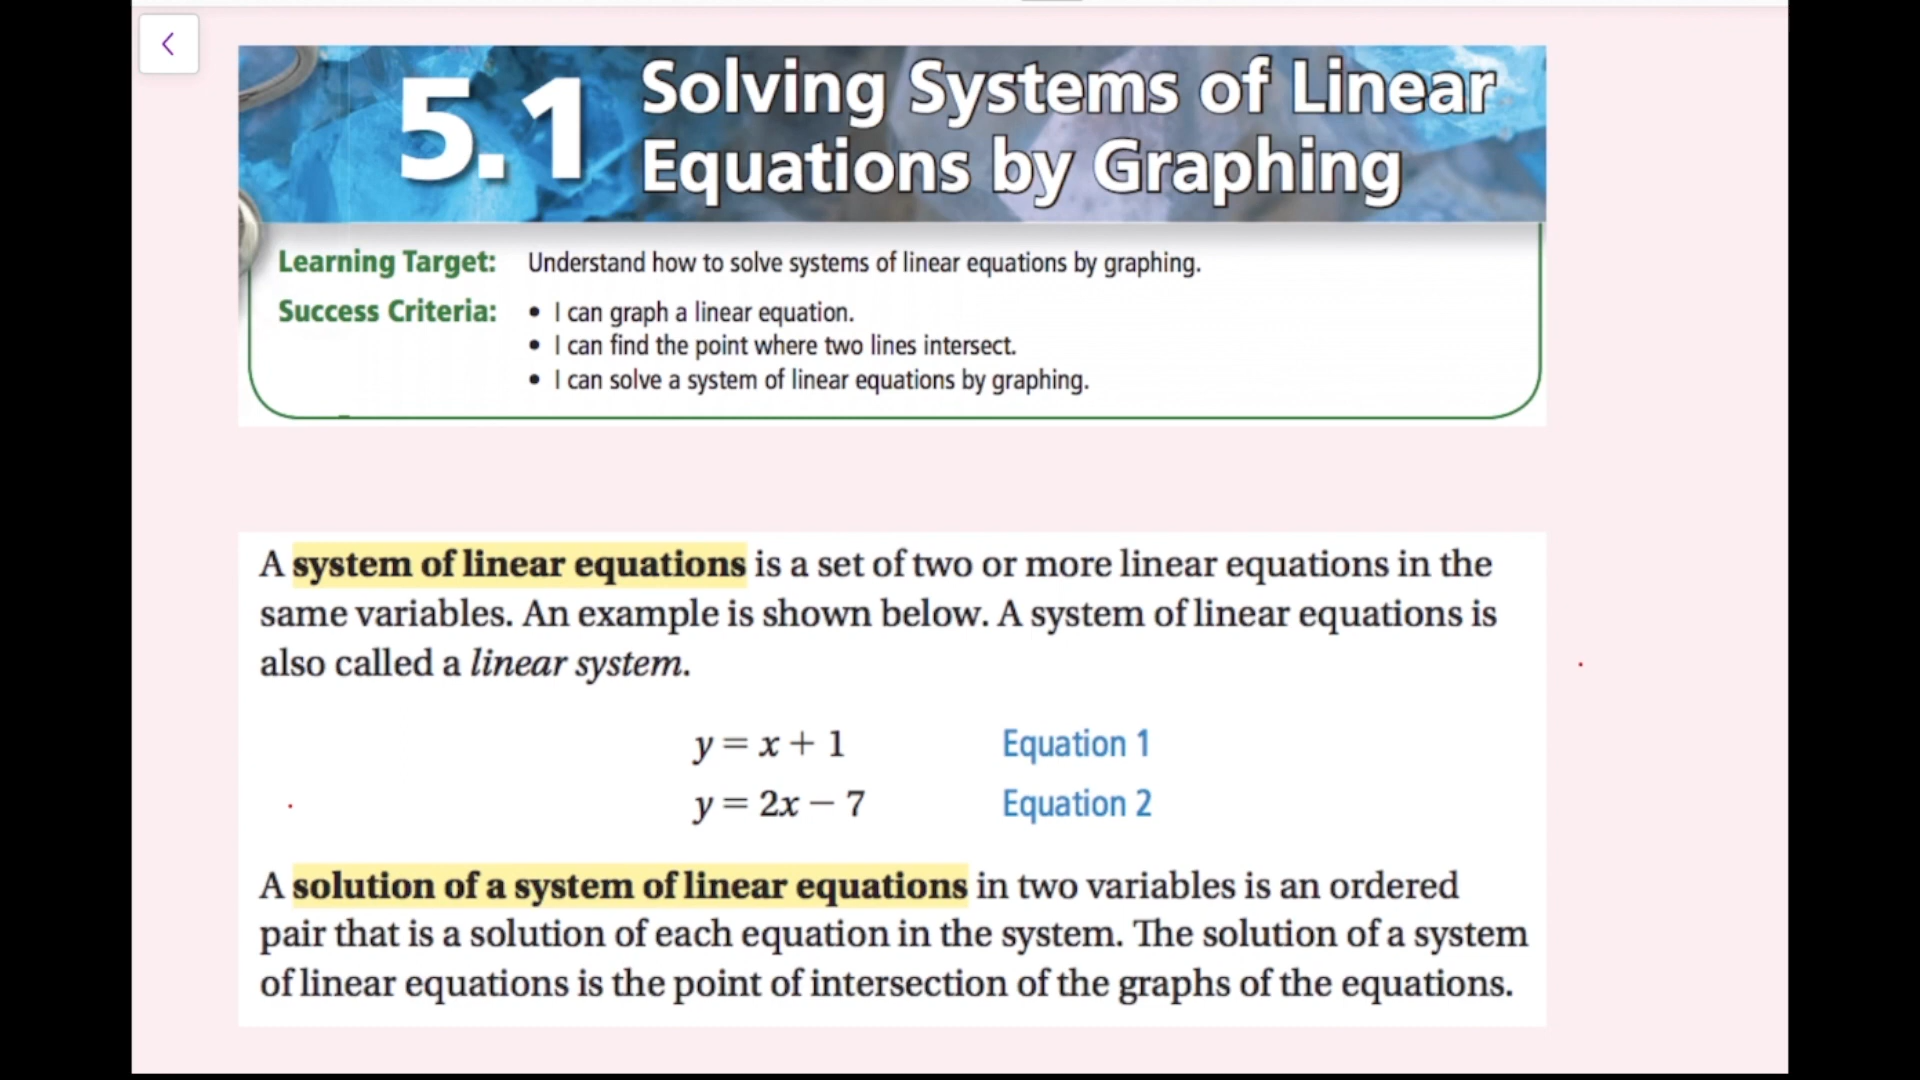 5.1
Solving Systems of Linear
Equations by Graphing
Learning Target: Understand how to solve systems of linear equations by graphing.
Success Criteria: • I can graph a linear equation.
• I can find the point where two lines intersect.
• I can solve a system of linear equations by graphing.
A system of linear equations is a set of two or more linear equations in the
same variables. An example is shown below. A system of linear equations is
also called a linear system.
y = x + 1 Equation 1
y = 2x − 7 Equation 2
A solution of a system of linear equations in two variables is an ordered
pair that is a solution of each equation in the system. The solution of a system
of linear equations is the point of intersection of the graphs of the equations.